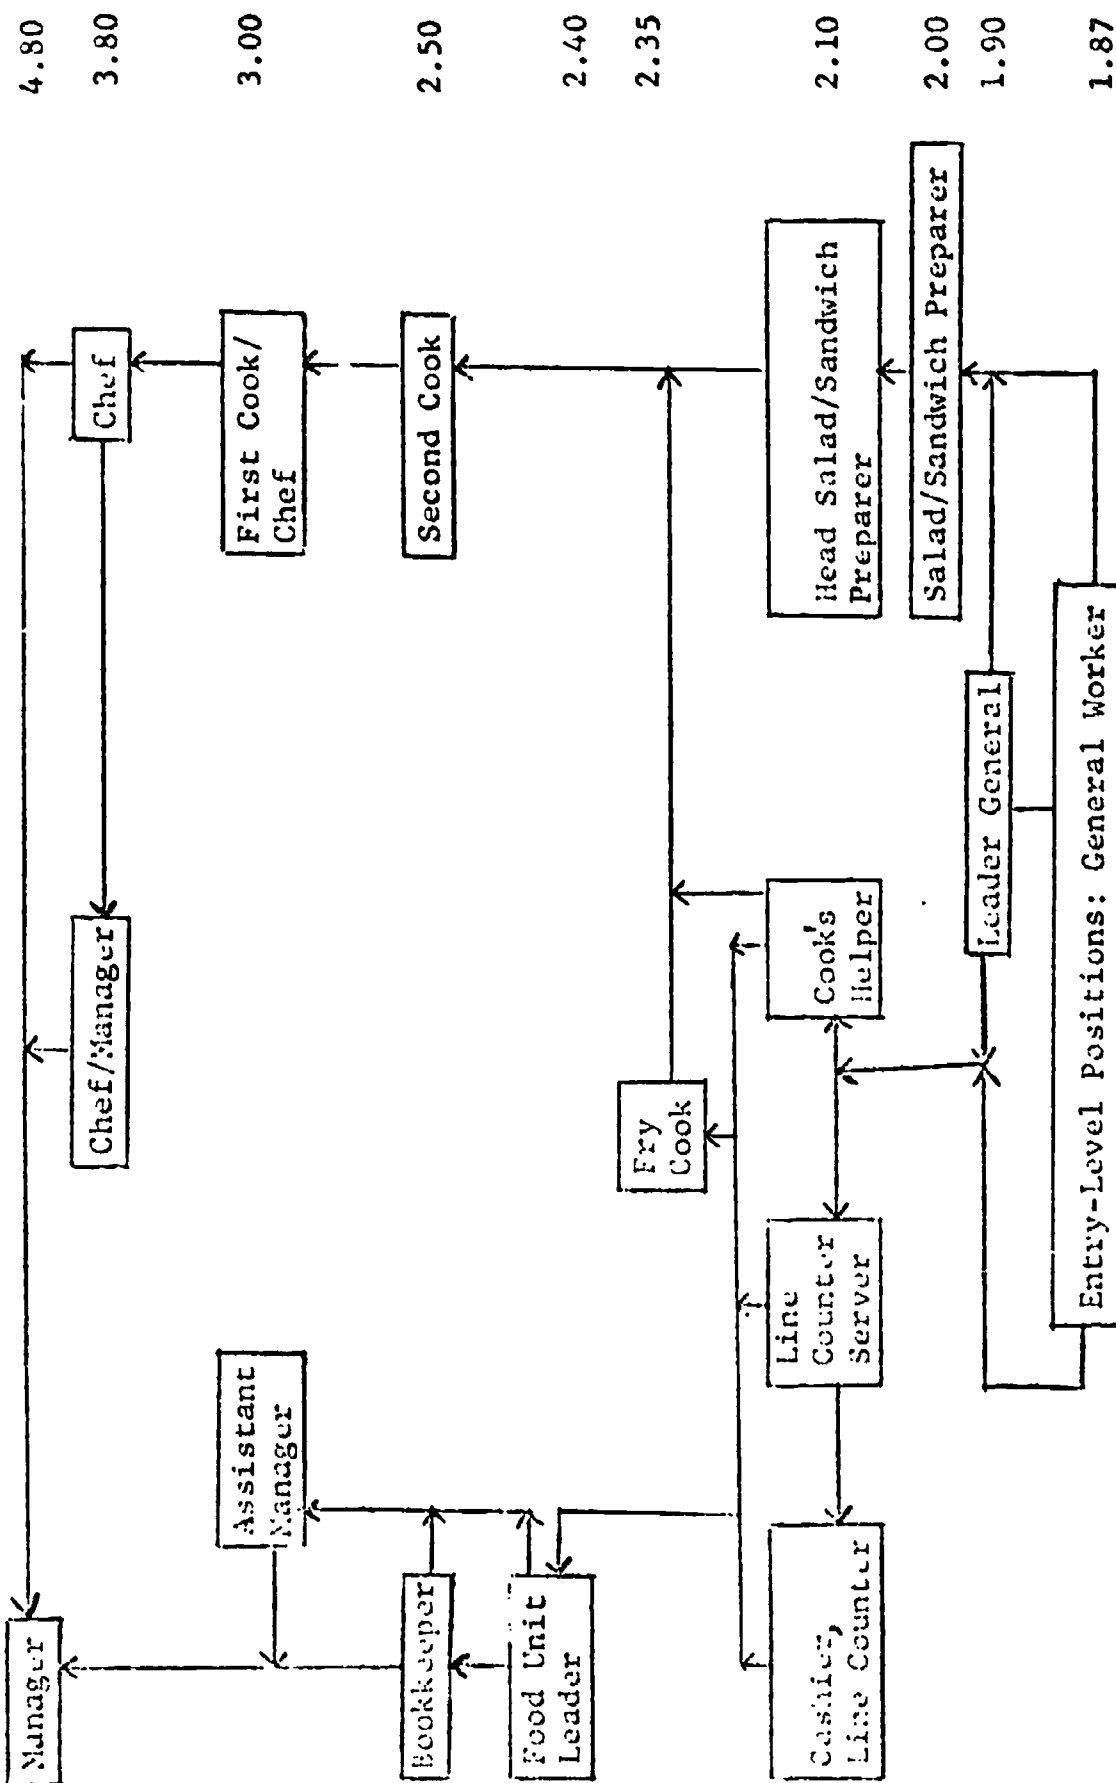 Manager
4.80
Chef/Manager
Chef
3.80
Assistant
Manager
First Cook/
Chef
3.00
Bookkeeper
Second Cook
2.50
Food Unit
Leader
2.40
Fry
Cook
2.35
Cashier,
Line Counter
Line
Counter
Server
Cook's
Helper
Head Salad/Sandwich
Preparer
2.10
Salad/Sandwich Preparer
2.00
Leader General
1.90
Entry-Level Positions: General Worker
1.87